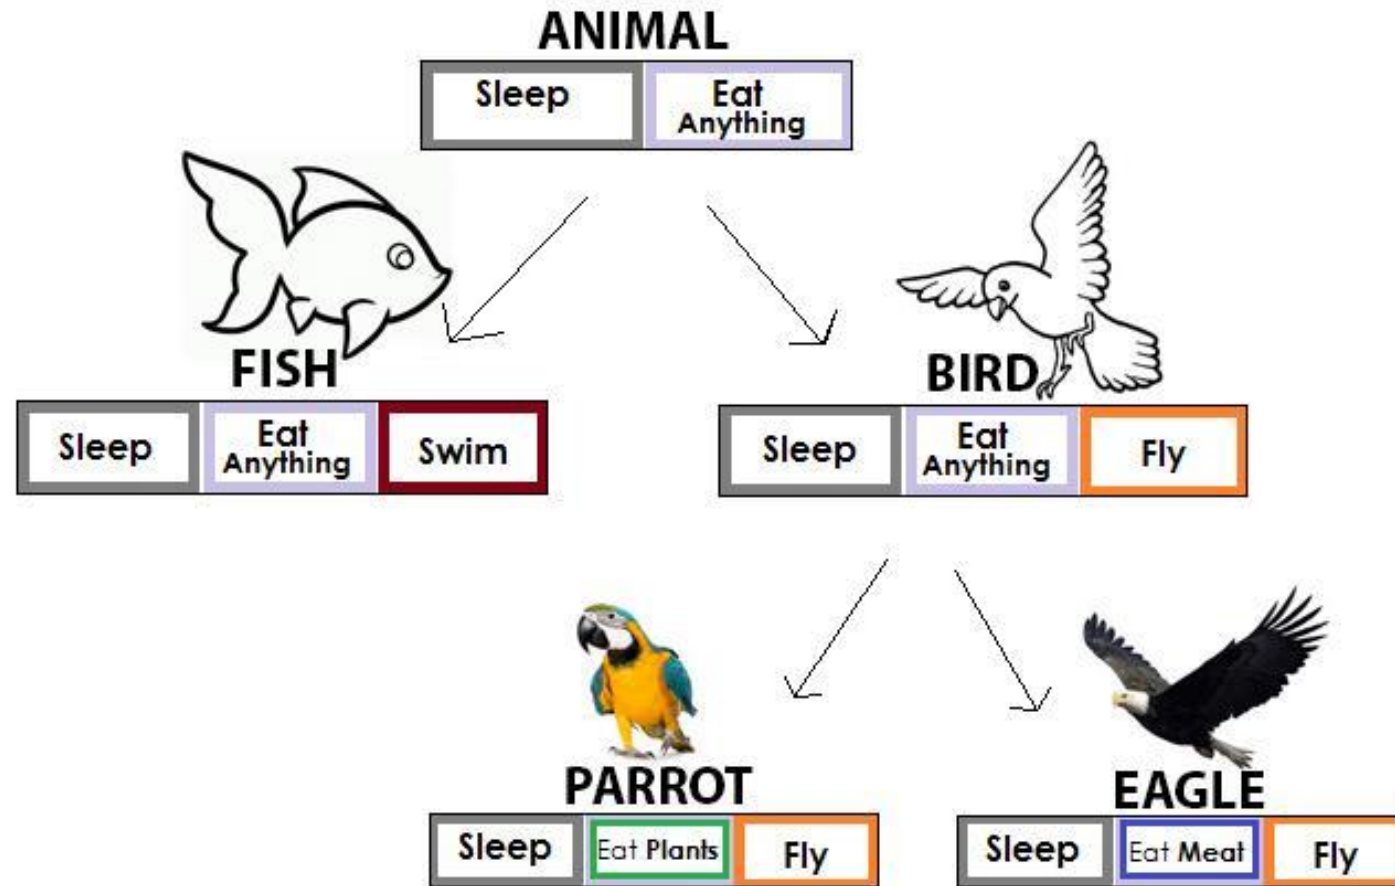 ANIMAL
Sleep
Eat
Anything
FISH
Sleep
Eat
Anything
Swim
BIRD
Sleep
Eat
Anything
Fly
PARROT
Sleep
Eat Plants
Fly
EAGLE
Sleep
Eat Meat
Fly